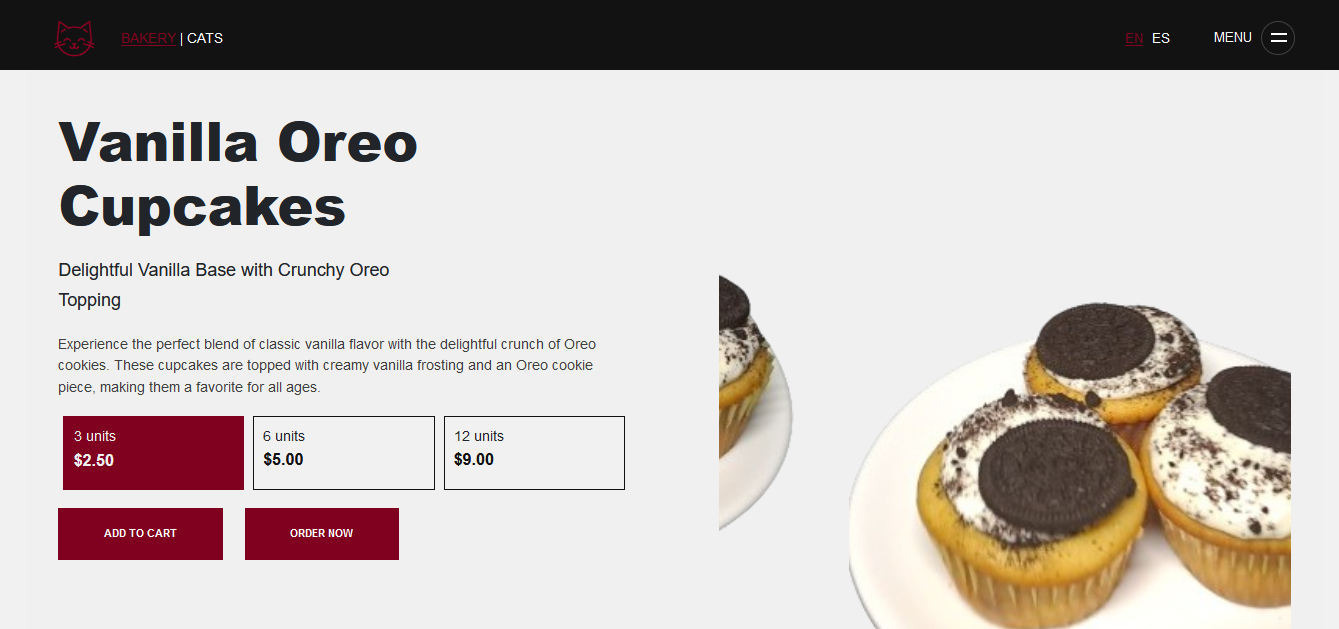 BAKERY | CATS
EN ES
MENU
Vanilla Oreo
Cupcakes
Delightful Vanilla Base with Crunchy Oreo
Topping
Experience the perfect blend of classic vanilla flavor with the delightful crunch of Oreo
cookies. These cupcakes are topped with creamy vanilla frosting and an Oreo cookie
piece, making them a favorite for all ages.
3 units
$2.50
6 units
$5.00
12 units
$9.00
ADD TO CART
ORDER NOW